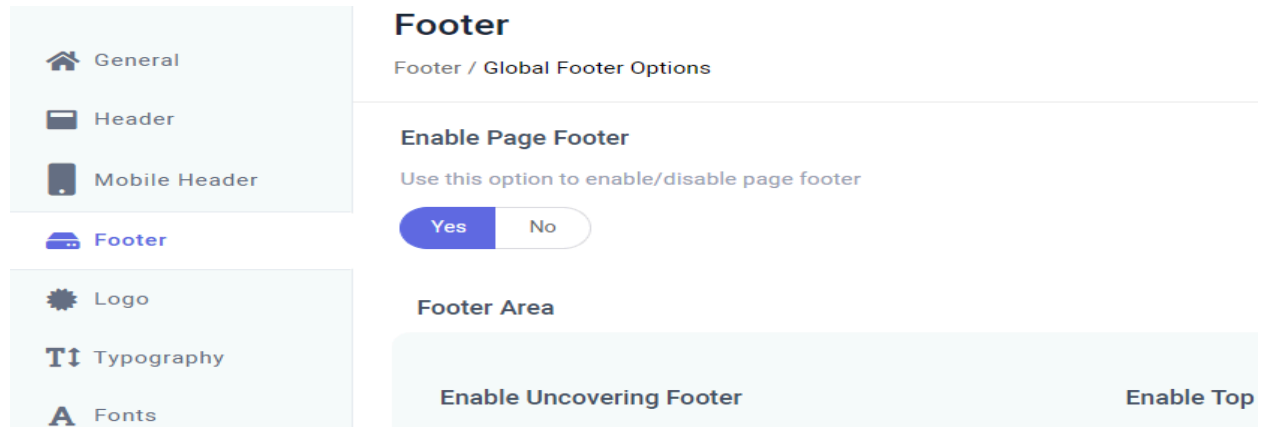 General
Header
Mobile Header
Footer
Logo
Typography
Fonts
Footer
Footer / Global Footer Options
Enable Page Footer
Use this option to enable/disable page footer
Yes No
Footer Area
Enable Uncovering Footer Enable Top